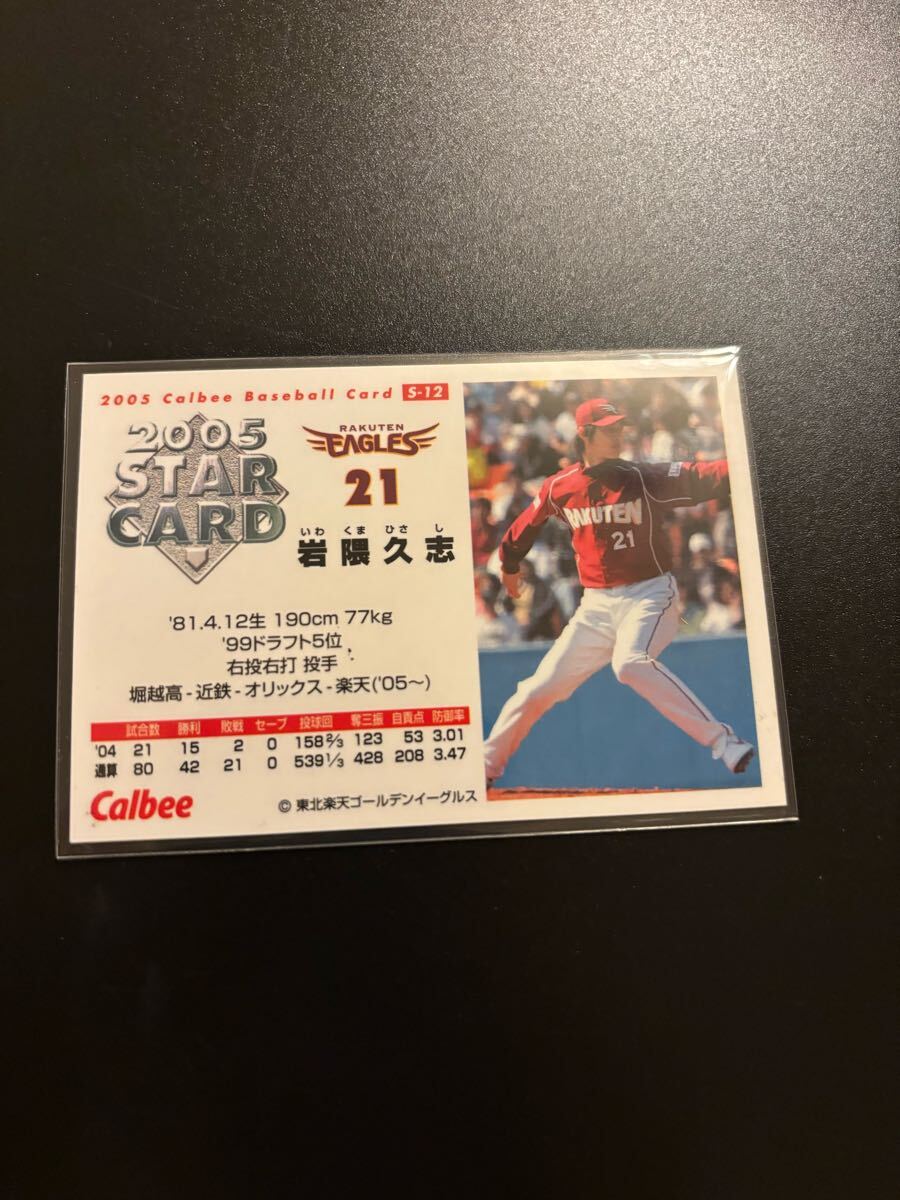 2005 Calbee Baseball Card S-12
2005
STAR
CARD
RAKUTEN
EAGLES
21
いわ くま ひさ し
岩隈久志
'81.4.12生 190cm 77kg
'99ドラフト5位
右投右打 投手
堀越高-近鉄-オリックス-楽天('05~)
試合数 勝利 敗戦 セーブ 投球回 奪三振 自責点 防御率
'04 21 15 2 0 158 2/3 123 53 3.01
通算 80 42 21 0 539 1/3 428 208 3.47
Calbee
© 東北楽天ゴールデンイーグルス
RAKUTEN
21